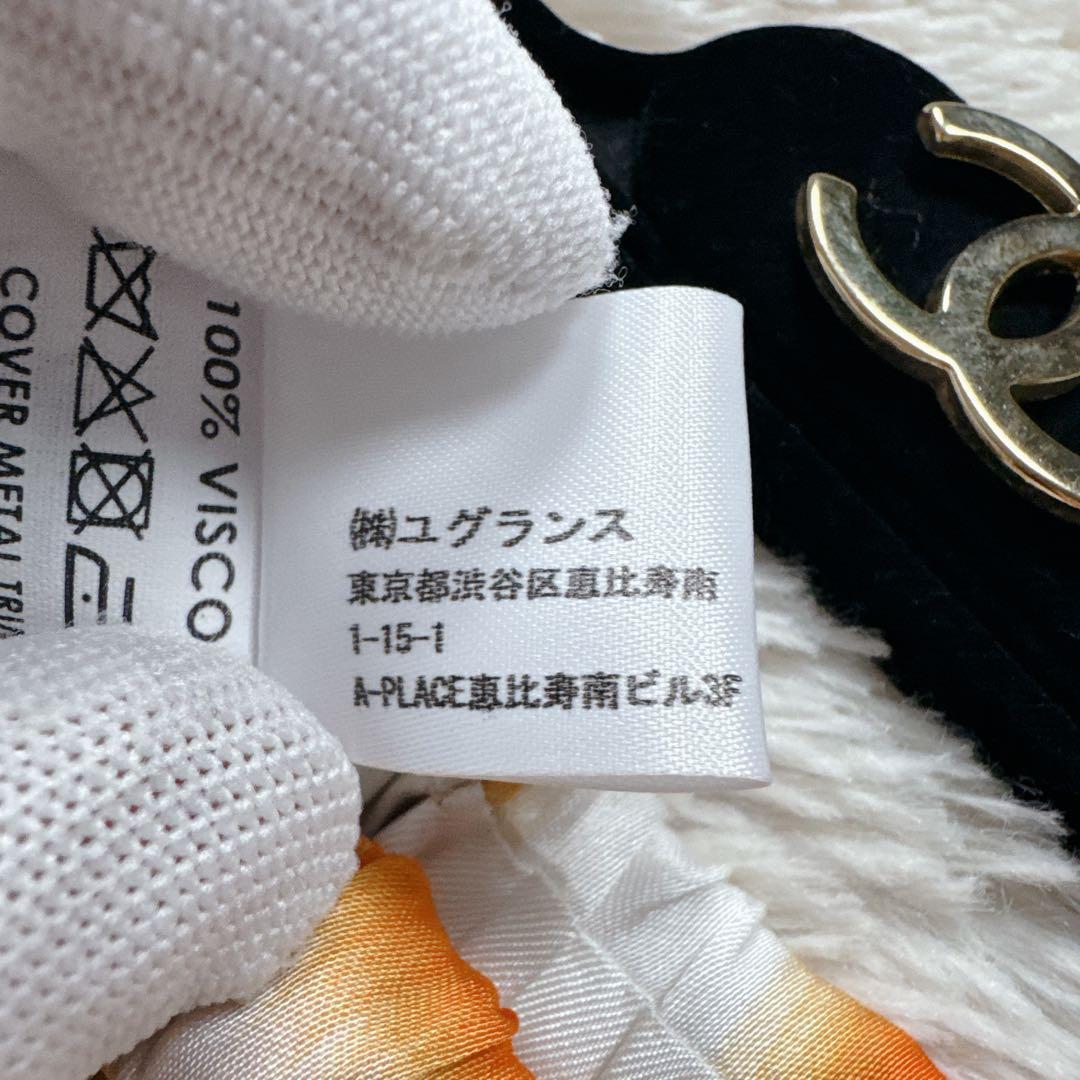 ㈱ユグランス
東京都渋谷区恵比寿南
1-15-1
A-PLACE恵比寿南ビル3F
100% VISCO
COVER METAL TRIM